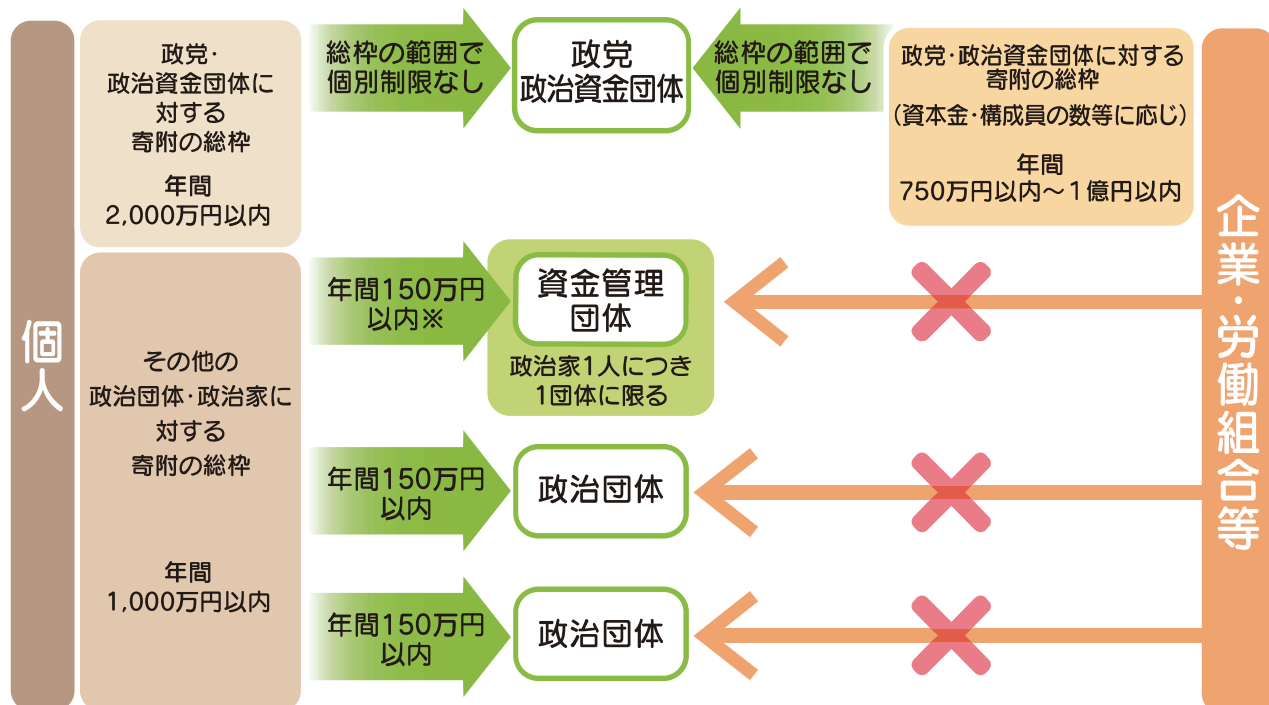 個人
政党・
政治資金団体に
対する
寄附の総枠
年間
2,000万円以内
総枠の範囲で
個別制限なし
政党
政治資金団体
総枠の範囲で
個別制限なし
政党・政治資金団体に対する
寄附の総枠
(資本金・構成員の数等に応じ)
年間
750万円以内～1億円以内
企業・労働組合等
その他の
政治団体・政治家に
対する
寄附の総枠
年間
1,000万円以内
年間150万円
以内※
資金管理
団体
政治家1人につき
1団体に限る
年間150万円
以内
政治団体
年間150万円
以内
政治団体